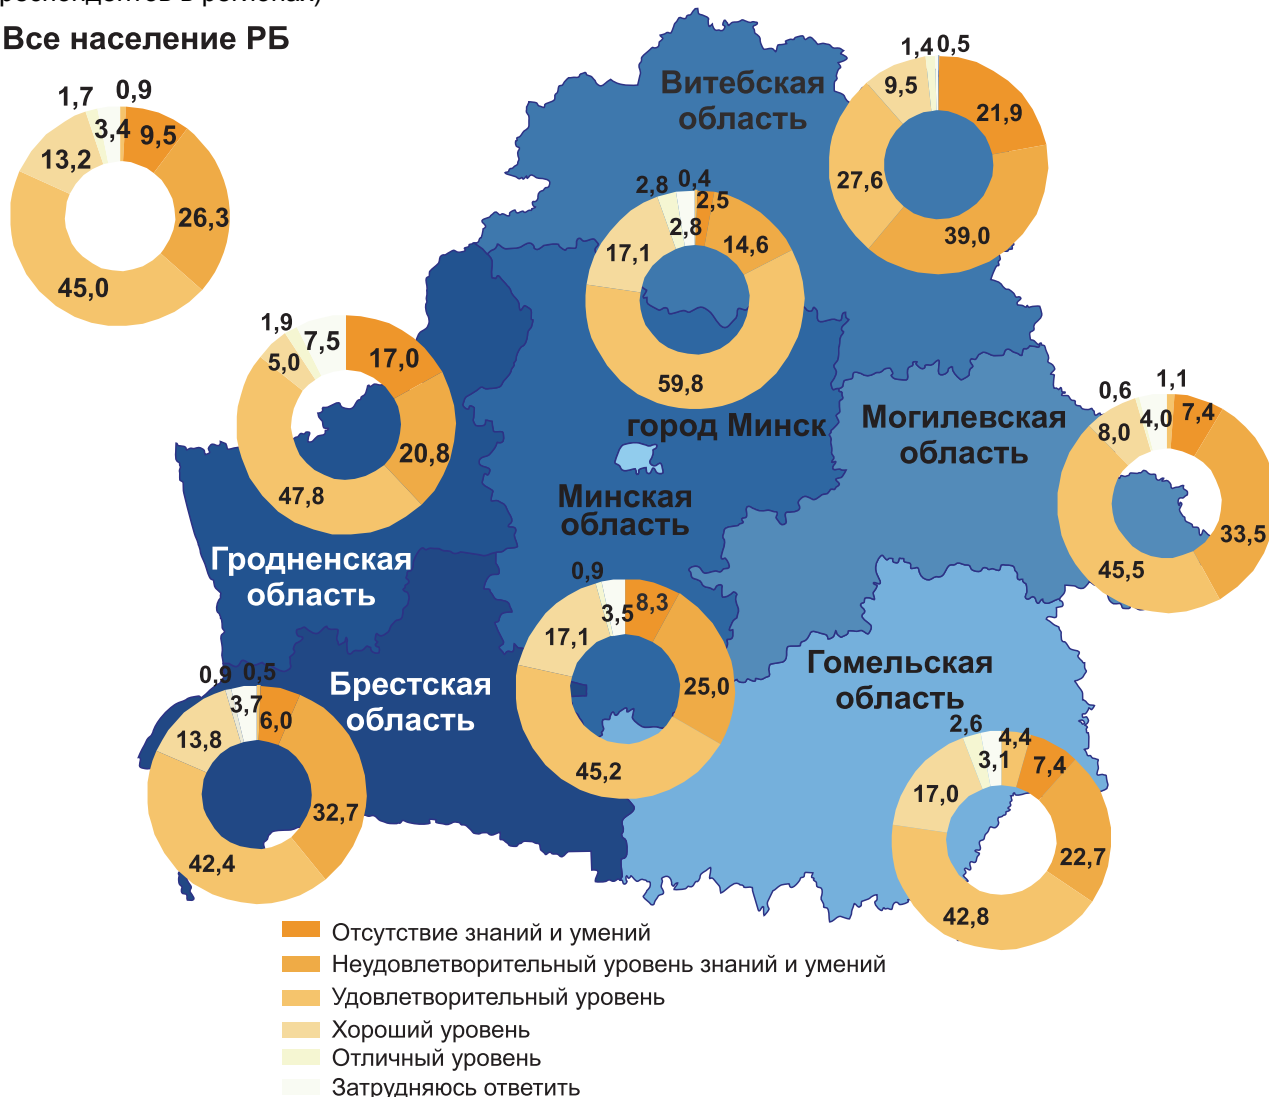 респондентов в регионах)
Все население РБ
1,7
0,9
3,4
9,5
13,2
26,3
45,0
Витебская
область
1,4
0,5
9,5
21,9
27,6
39,0
2,8
0,4
2,5
2,8
14,6
17,1
59,8
город Минск
1,9
7,5
17,0
5,0
20,8
47,8
Гродненская
область
Могилевская
область
0,6
1,1
4,0
7,4
8,0
33,5
45,5
Минская
область
0,9
3,5
8,3
17,1
25,0
45,2
Брестская
область
0,9
0,5
3,7
6,0
13,8
32,7
42,4
Гомельская
область
2,6
4,4
3,1
7,4
17,0
22,7
42,8
Отсутствие знаний и умений
Неудовлетворительный уровень знаний и умений
Удовлетворительный уровень
Хороший уровень
Отличный уровень
Затрудняюсь ответить